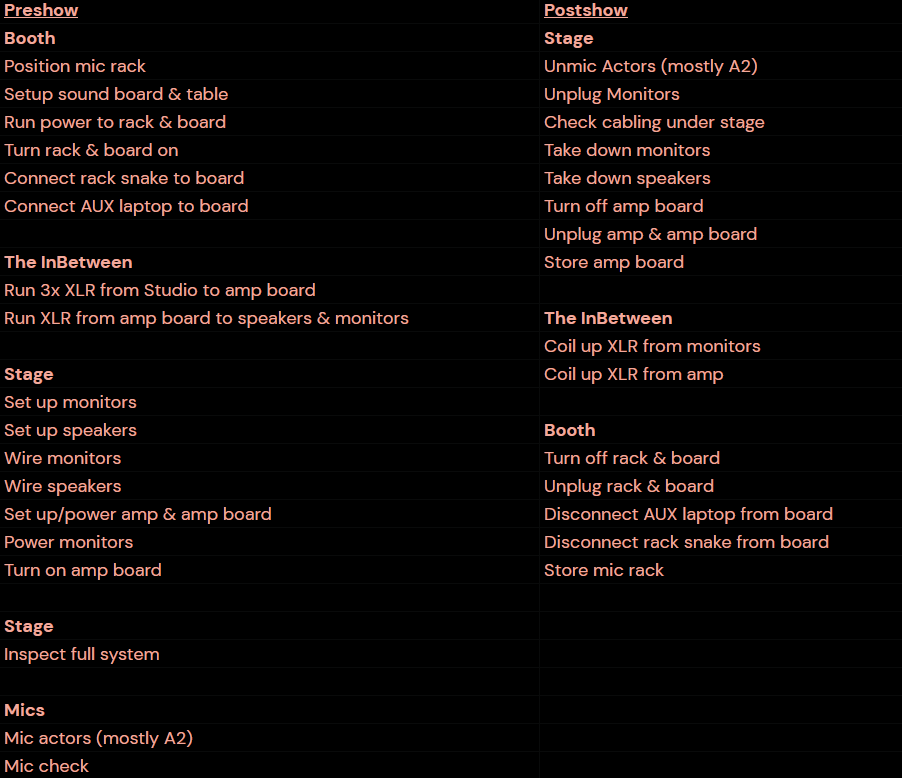 Preshow
Booth
Position mic rack
Setup sound board & table
Run power to rack & board
Turn rack & board on
Connect rack snake to board
Connect AUX laptop to board
The InBetween
Run 3x XLR from Studio to amp board
Run XLR from amp board to speakers & monitors
Stage
Set up monitors
Set up speakers
Wire monitors
Wire speakers
Set up/power amp & amp board
Power monitors
Turn on amp board
Stage
Inspect full system
Mics
Mic actors (mostly A2)
Mic check
Postshow
Stage
Unmic Actors (mostly A2)
Unplug Monitors
Check cabling under stage
Take down monitors
Take down speakers
Turn off amp board
Unplug amp & amp board
Store amp board
The InBetween
Coil up XLR from monitors
Coil up XLR from amp
Booth
Turn off rack & board
Unplug rack & board
Disconnect AUX laptop from board
Disconnect rack snake from board
Store mic rack